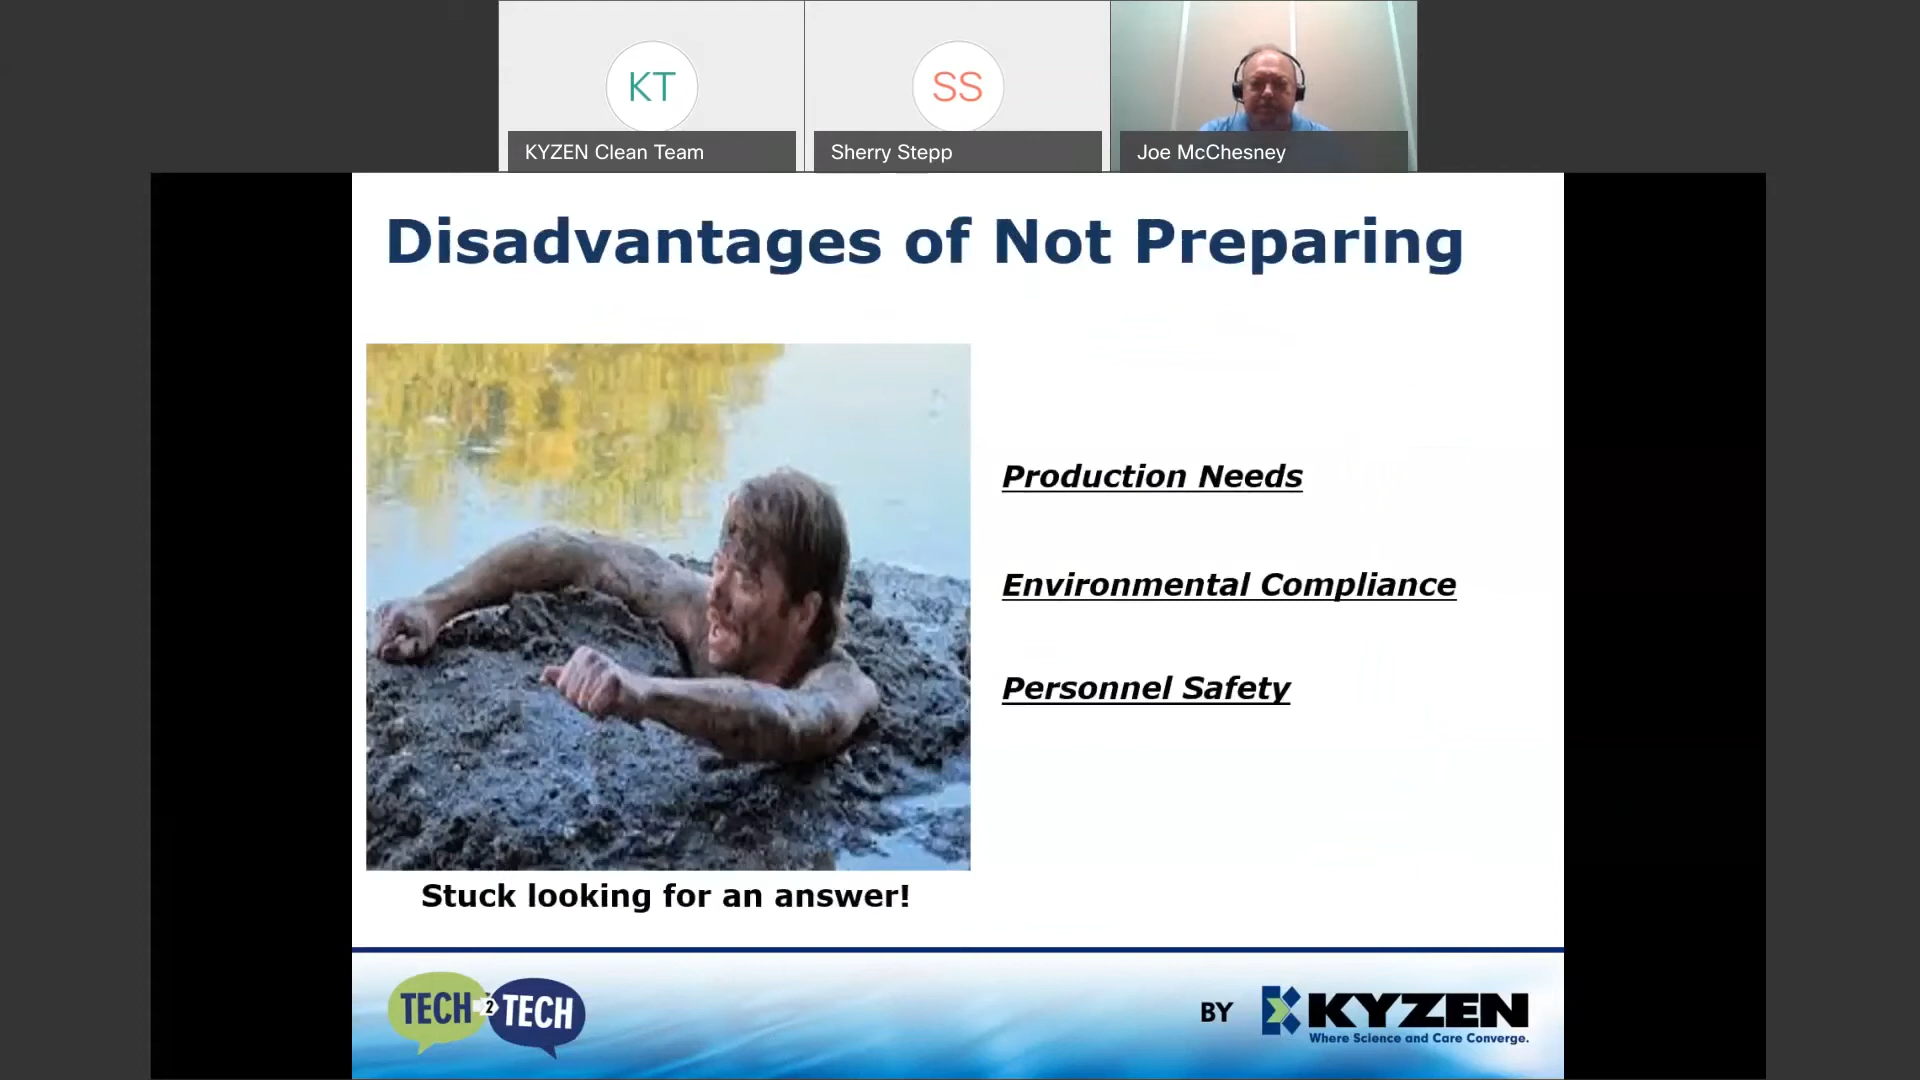 KT
SS
KYZEN Clean Team
Sherry Stepp
Joe McChesney
Disadvantages of Not Preparing
Production Needs
Environmental Compliance
Personnel Safety
Stuck looking for an answer!
TECH 2 TECH
BY
KYZEN
Where Science and Care Converge.